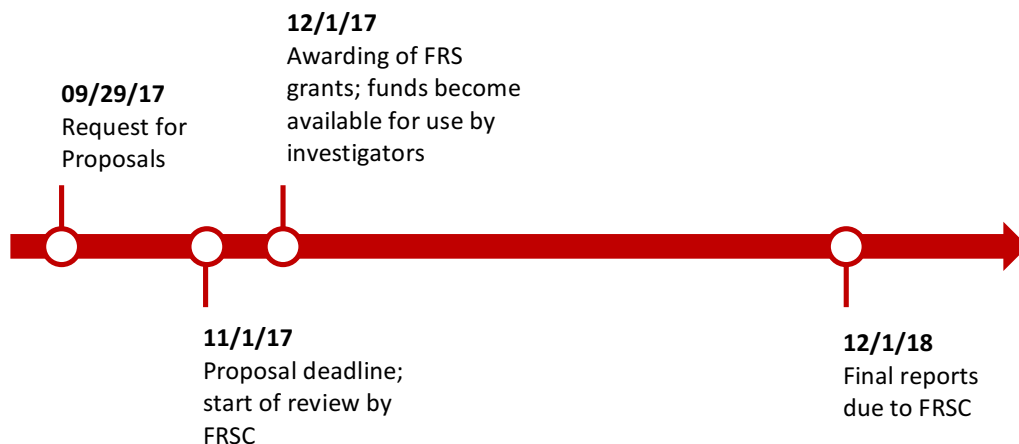 09/29/17
Request for
Proposals
12/1/17
Awarding of FRS
grants; funds become
available for use by
investigators
11/1/17
Proposal deadline;
start of review by
FRSC
12/1/18
Final reports
due to FRSC